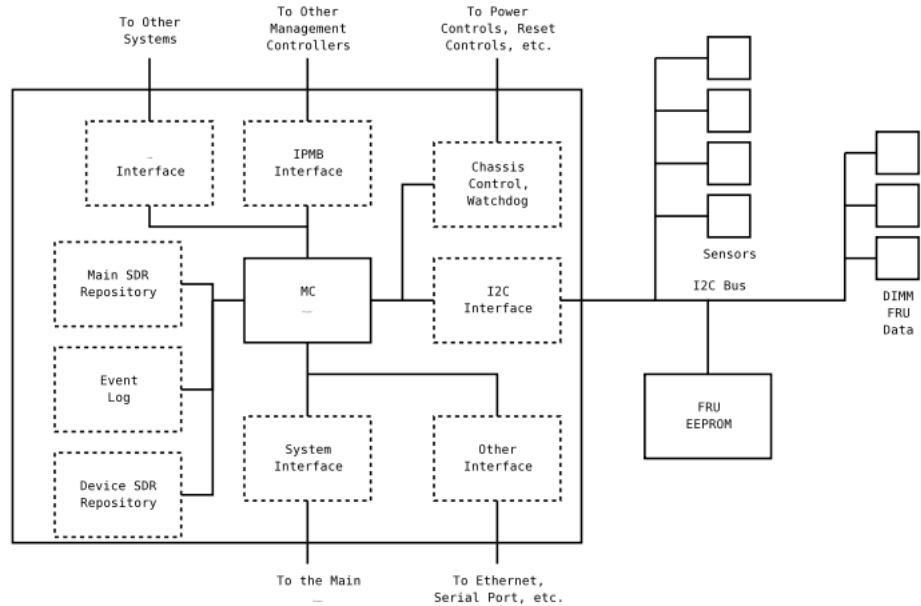 To Other
Systems
To Other
Management
Controllers
To Power
Controls, Reset
Controls, etc.
Interface
IPMB
Interface
Chassis
Control,
Watchdog
Sensors
Main SDR
Repository
MC
I2C
Interface
I2C Bus
DIMM
FRU
Data
Event
Log
FRU
EEPROM
System
Interface
Other
Interface
Device SDR
Repository
To the Main
To Ethernet,
Serial Port, etc.